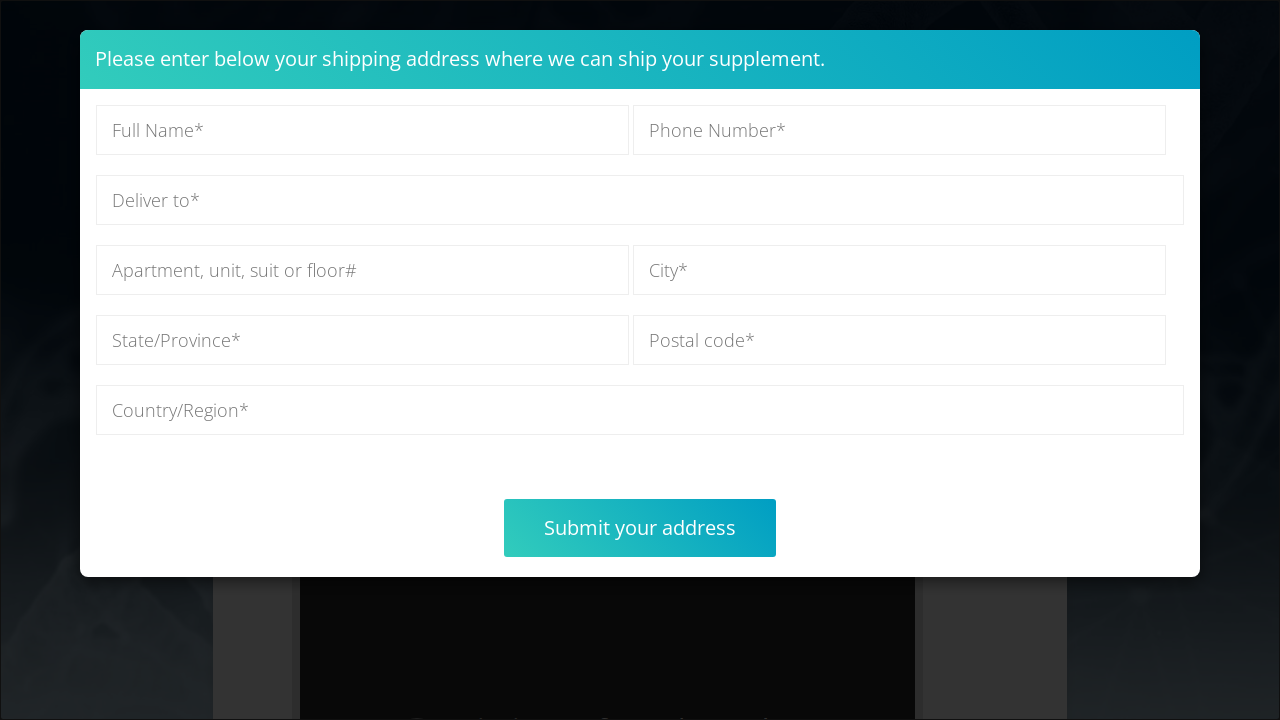 Please enter below your shipping address where we can ship your supplement.
Full Name*
Phone Number*
Deliver to*
Apartment, unit, suit or floor#
City*
State/Province*
Postal code*
Country/Region*
Submit your address